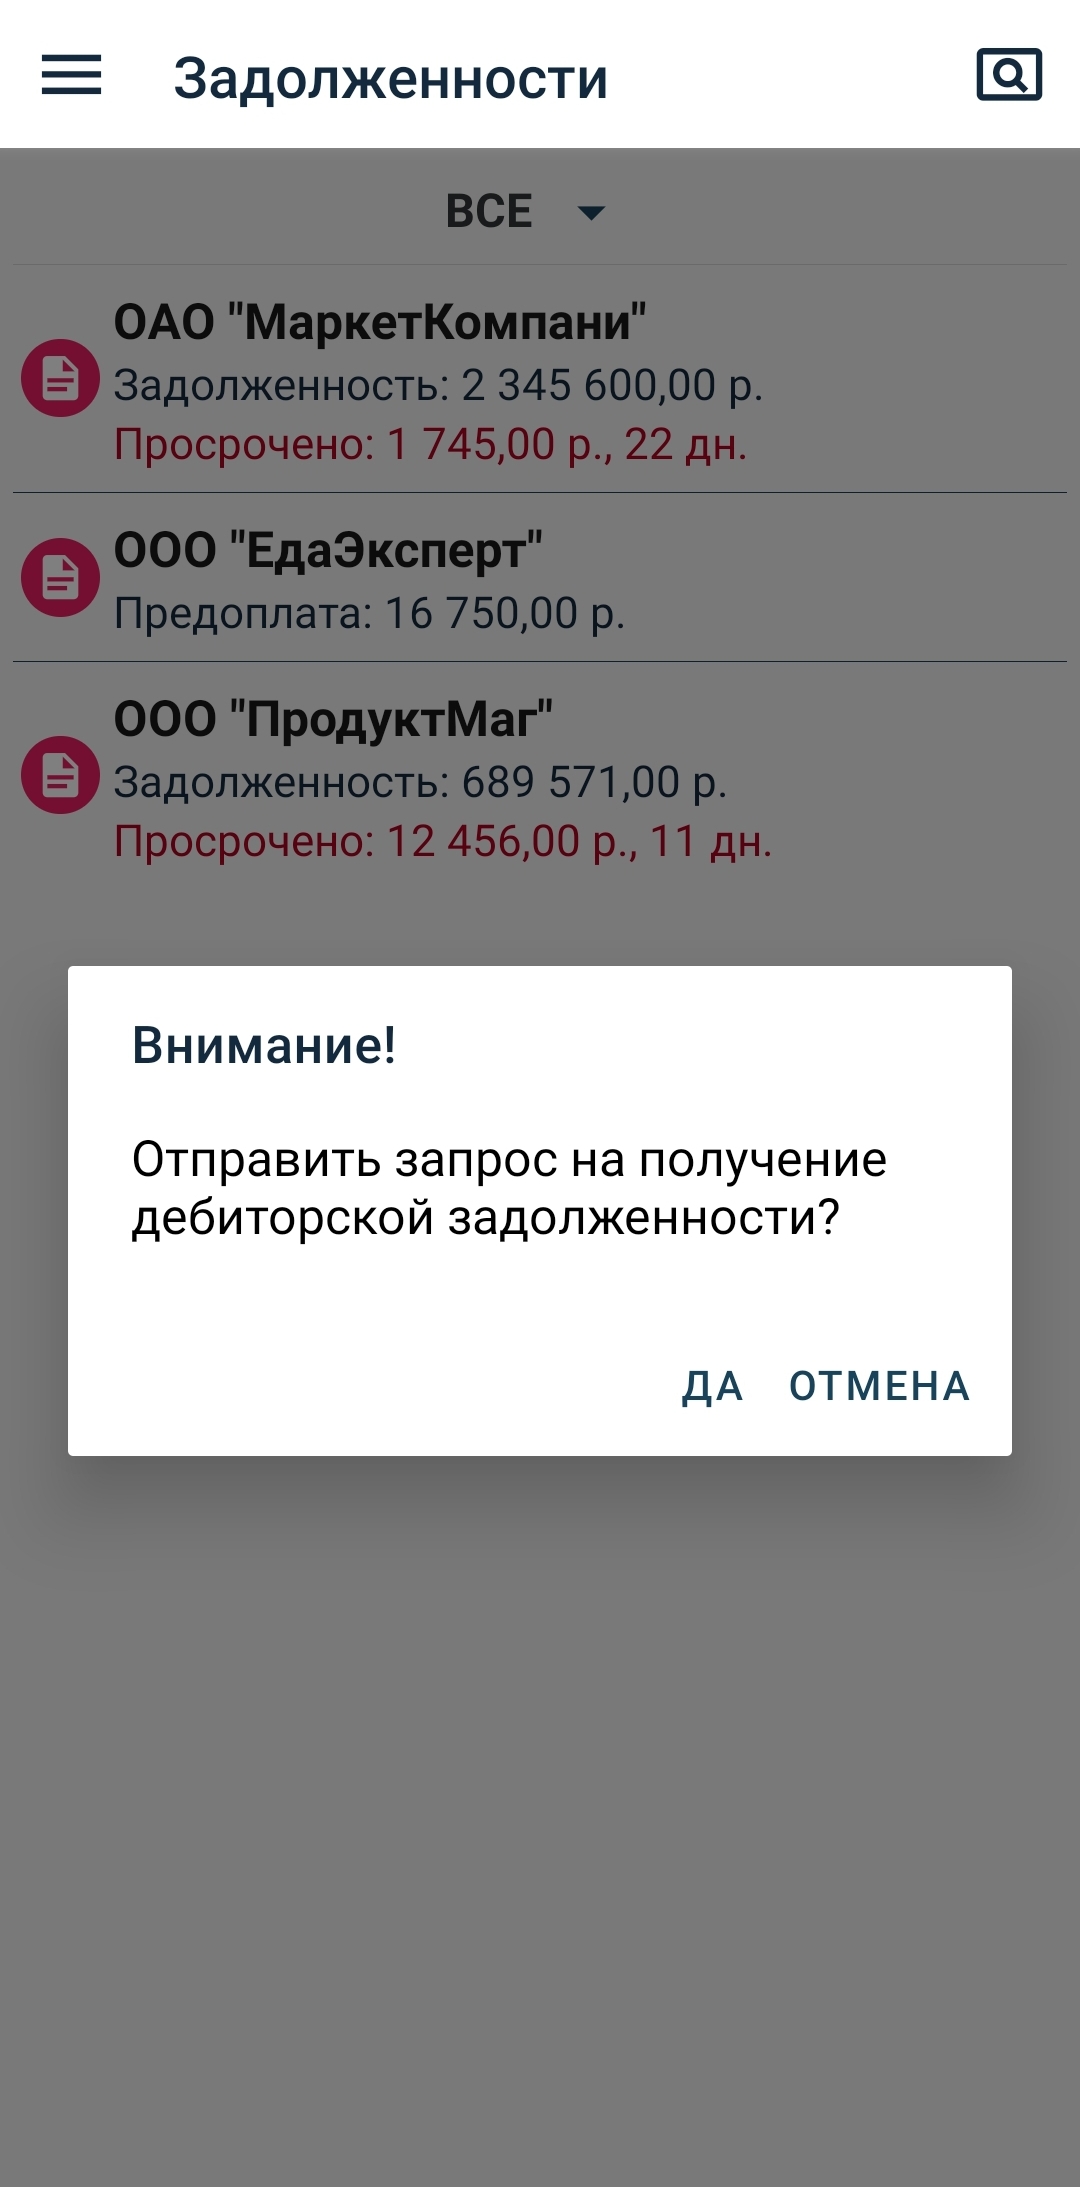 Задолженности
ВСЕ
ОАО "МаркетКомпани"
Задолженность: 2 345 600,00 р.
Просрочено: 1 745,00 р., 22 дн.
ООО "ЕдаЭксперт"
Предоплата: 16 750,00 р.
ООО "ПродуктМаг"
Задолженность: 689 571,00 р.
Просрочено: 12 456,00 р., 11 дн.
Внимание!
Отправить запрос на получение
дебиторской задолженности?
ДА ОТМЕНА